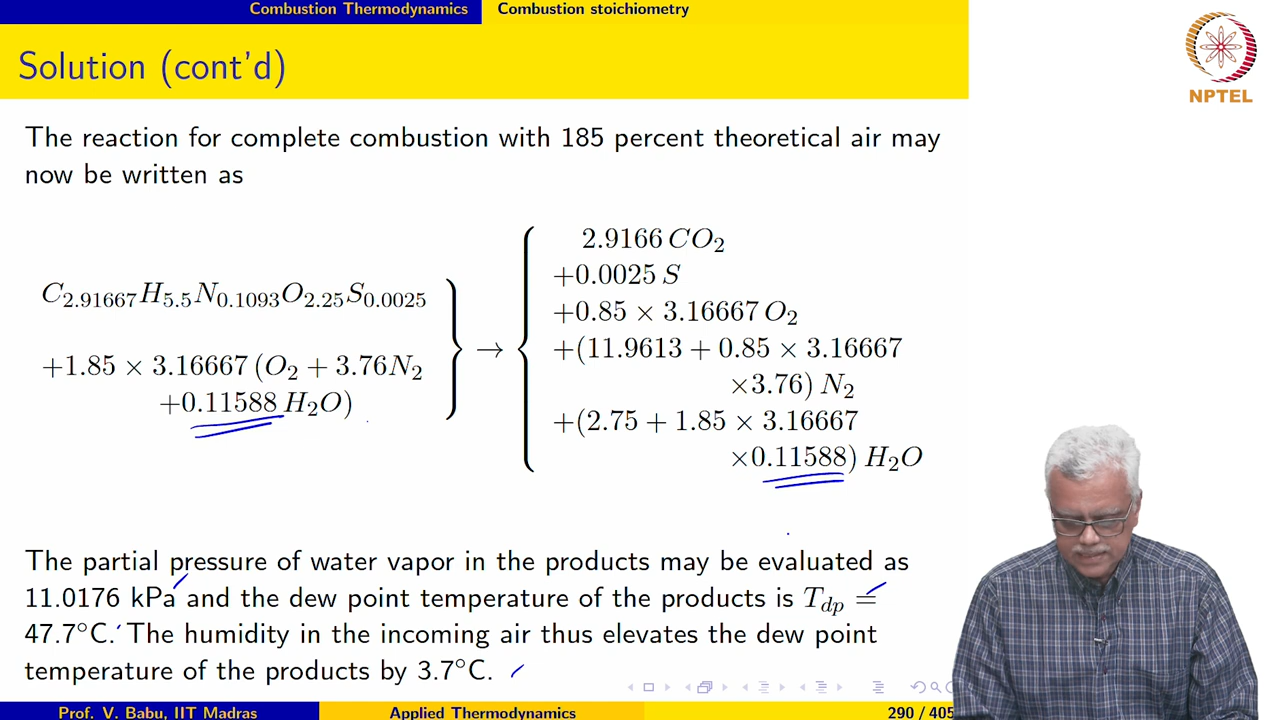 Combustion Thermodynamics Combustion stoichiometry
Solution (cont'd)
NPTEL
The reaction for complete combustion with 185 percent theoretical air may
now be written as
C₂.₉₁₆₆₇H₅.₅N₀.₁₀₉₃O₂.₂₅S₀.₀₀₂₅
+1.85 × 3.16667 (O₂ + 3.76N₂
+0.11588 H₂O)
}
→
{
2.9166 CO₂
+0.0025 S
+0.85 × 3.16667 O₂
+(11.9613 + 0.85 × 3.16667
×3.76) N₂
+(2.75 + 1.85 × 3.16667
×0.11588) H₂O
The partial pressure of water vapor in the products may be evaluated as
11.0176 kPa and the dew point temperature of the products is T_dp =
47.7°C. The humidity in the incoming air thus elevates the dew point
temperature of the products by 3.7°C.
Prof. V. Babu, IIT Madras Applied Thermodynamics 290 / 405